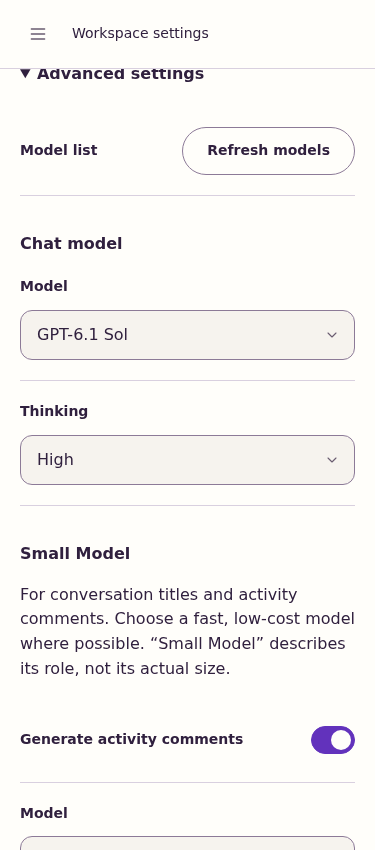 Workspace settings
▼ Advanced settings
Model list
Refresh models
Chat model
Model
GPT-6.1 Sol
Thinking
High
Small Model
For conversation titles and activity
comments. Choose a fast, low-cost model
where possible. “Small Model” describes
its role, not its actual size.
Generate activity comments
Model